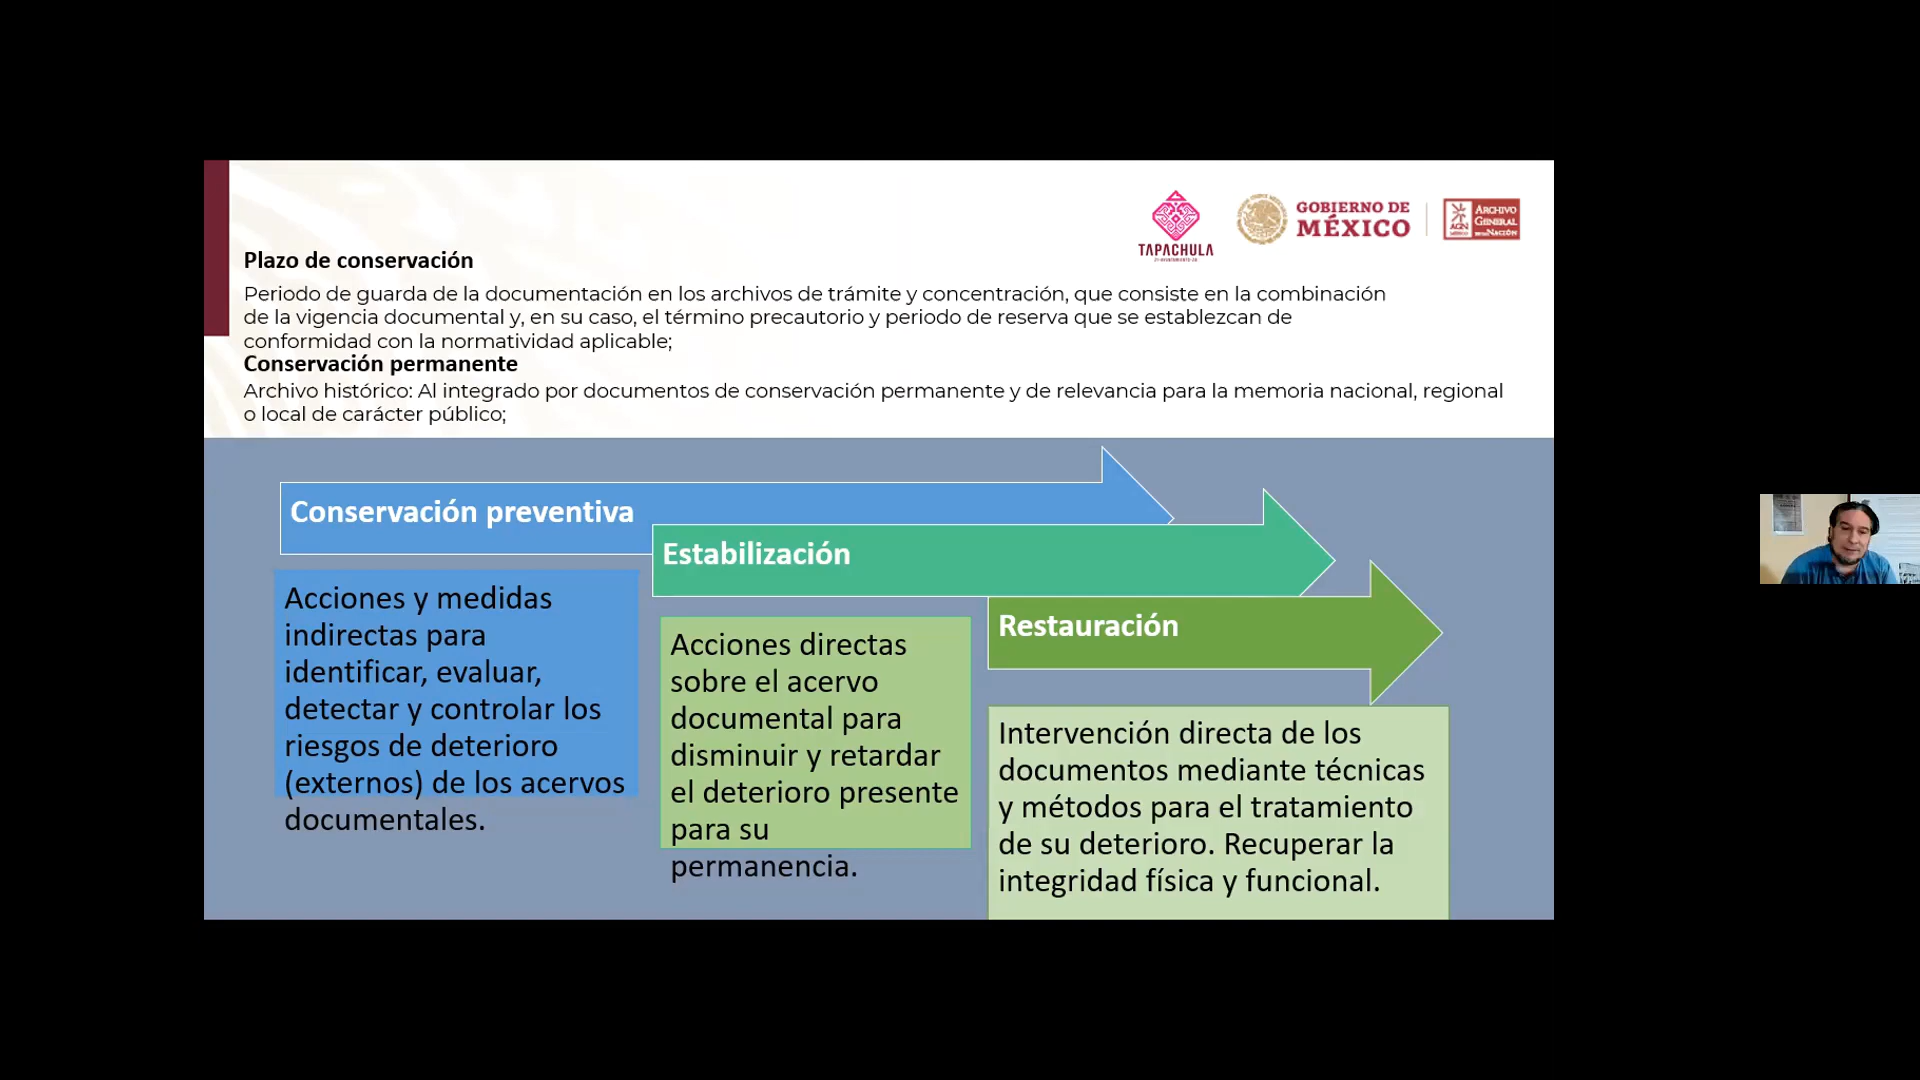 TAPACHULA
GOBIERNO DE
MÉXICO
ARCHIVO
GENERAL
DE LA NACIÓN
AGN
Plazo de conservación
Periodo de guarda de la documentación en los archivos de trámite y concentración, que consiste en la combinación
de la vigencia documental y, en su caso, el término precautorio y periodo de reserva que se establezcan de
conformidad con la normatividad aplicable;
Conservación permanente
Archivo histórico: Al integrado por documentos de conservación permanente y de relevancia para la memoria nacional, regional
o local de carácter público;
Conservación preventiva
Acciones y medidas
indirectas para
identificar, evaluar,
detectar y controlar los
riesgos de deterioro
(externos) de los acervos
documentales.
Estabilización
Acciones directas
sobre el acervo
documental para
disminuir y retardar
el deterioro presente
para su
permanencia.
Restauración
Intervención directa de los
documentos mediante técnicas
y métodos para el tratamiento
de su deterioro. Recuperar la
integridad física y funcional.